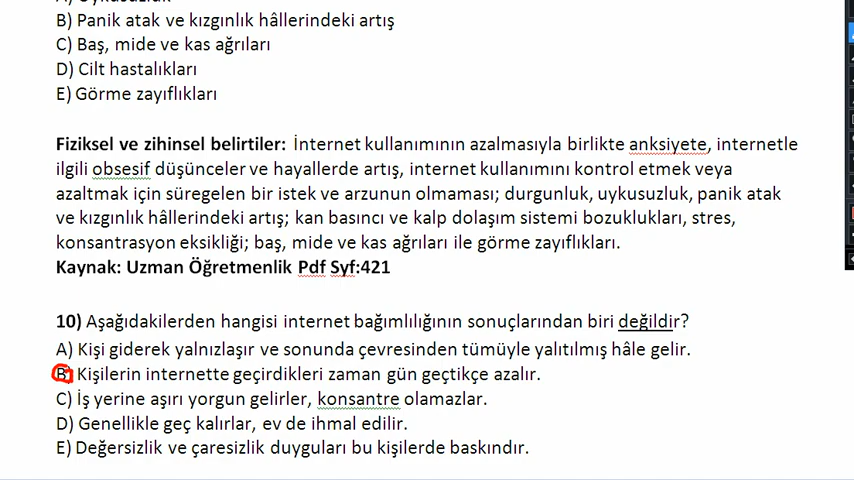 B) Panik atak ve kızgınlık hâllerindeki artış
C) Baş, mide ve kas ağrıları
D) Cilt hastalıkları
E) Görme zayıflıkları
Fiziksel ve zihinsel belirtiler: İnternet kullanımının azalmasıyla birlikte anksiyete, internetle
ilgili obsesif düşünceler ve hayallerde artış, internet kullanımını kontrol etmek veya
azaltmak için süregelen bir istek ve arzunun olmaması; durgunluk, uykusuzluk, panik atak
ve kızgınlık hâllerindeki artış; kan basıncı ve kalp dolaşım sistemi bozuklukları, stres,
konsantrasyon eksikliği; baş, mide ve kas ağrıları ile görme zayıflıkları.
Kaynak: Uzman Öğretmenlik Pdf Syf:421
10) Aşağıdakilerden hangisi internet bağımlılığının sonuçlarından biri değildir?
A) Kişi giderek yalnızlaşır ve sonunda çevresinden tümüyle yalıtılmış hâle gelir.
B) Kişilerin internette geçirdikleri zaman gün geçtikçe azalır.
C) İş yerine aşırı yorgun gelirler, konsantre olamazlar.
D) Genellikle geç kalırlar, ev de ihmal edilir.
E) Değersizlik ve çaresizlik duyguları bu kişilerde baskındır.